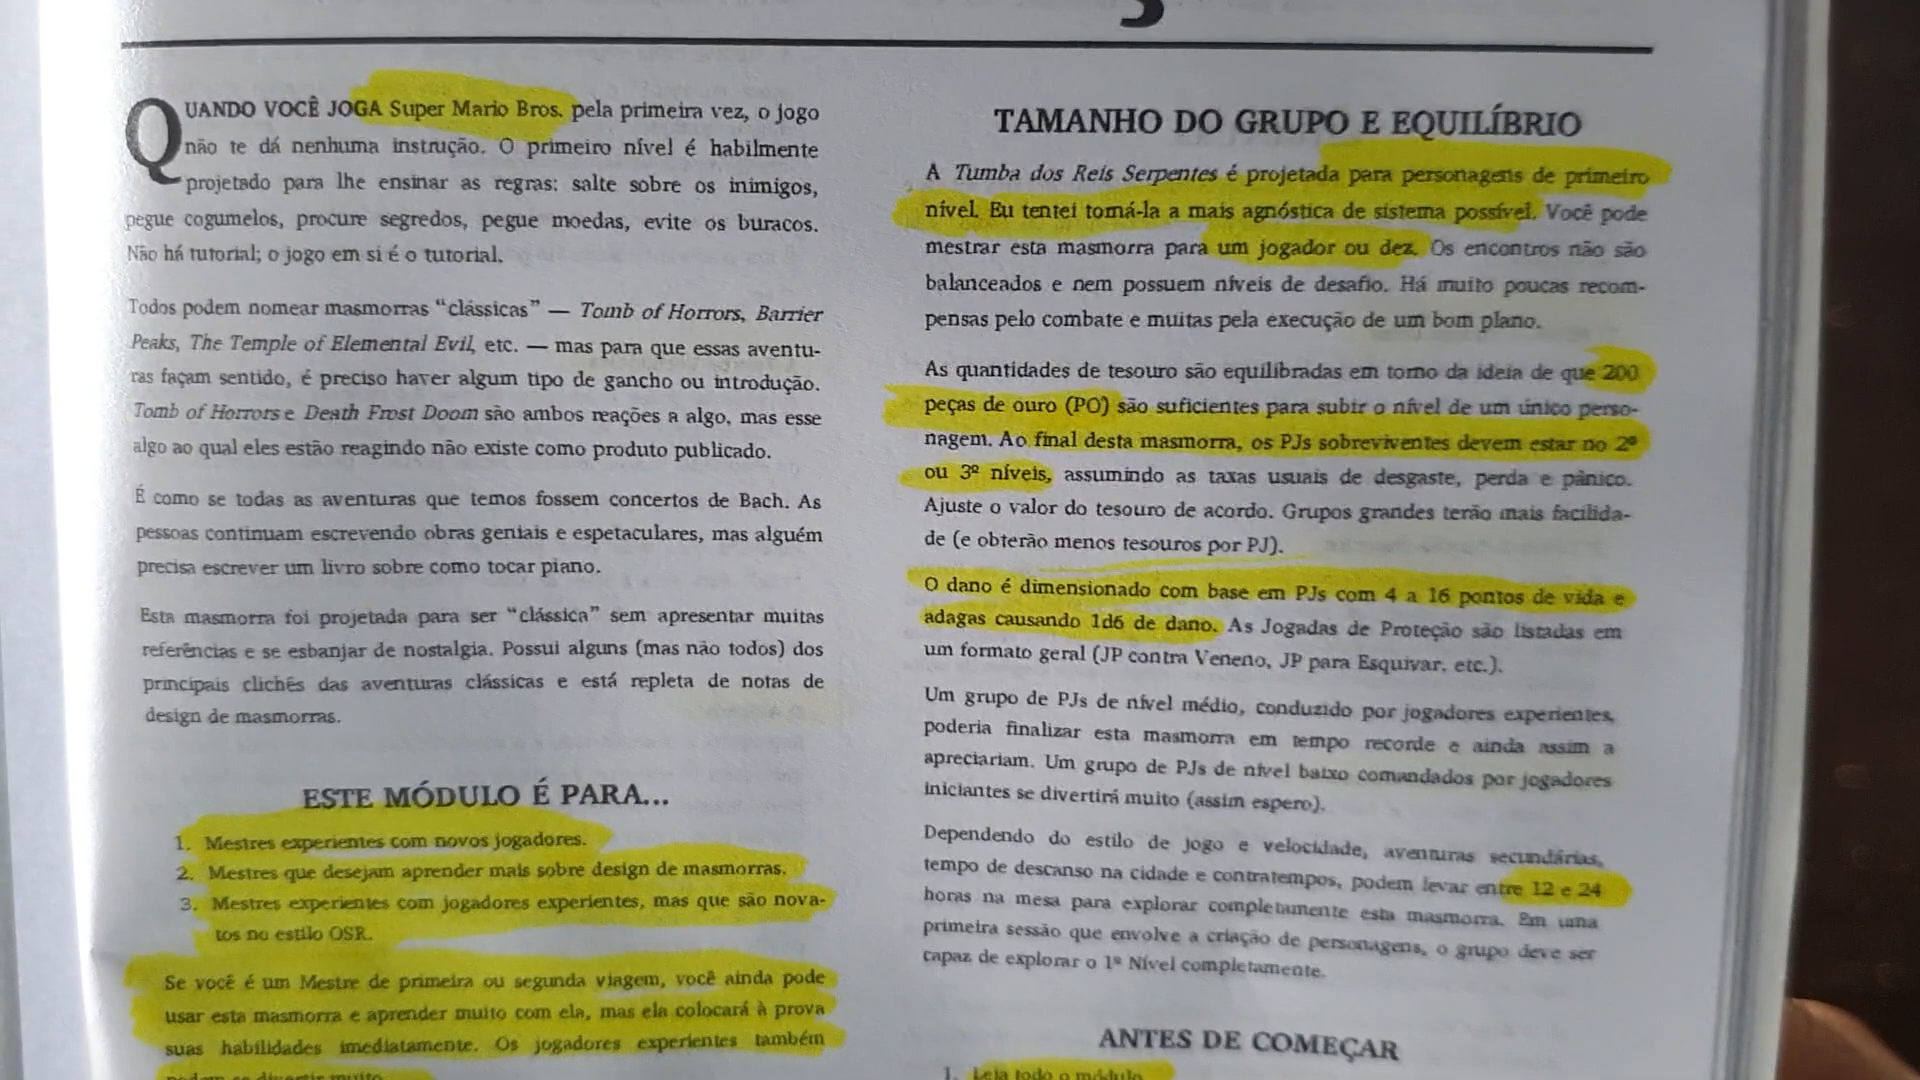 QUANDO VOCÊ JOGA Super Mario Bros. pela primeira vez, o jogo
não te dá nenhuma instrução. O primeiro nível é habilmente
projetado para lhe ensinar as regras: salte sobre os inimigos,
pegue cogumelos, procure segredos, pegue moedas, evite os buracos.
Não há tutorial; o jogo em si é o tutorial.
Todos podem nomear masmorras “clássicas” — Tomb of Horrors, Barrier
Peaks, The Temple of Elemental Evil, etc. — mas para que essas aventu-
ras façam sentido, é preciso haver algum tipo de gancho ou introdução.
Tomb of Horrors e Death Frost Doom são ambos reações a algo, mas esse
algo ao qual eles estão reagindo não existe como produto publicado.
É como se todas as aventuras que temos fossem concertos de Bach. As
pessoas continuam escrevendo obras geniais e espetaculares, mas alguém
precisa escrever um livro sobre como tocar piano.
Esta masmorra foi projetada para ser “clássica” sem apresentar muitas
referências e se esbanjar de nostalgia. Possui alguns (mas não todos) dos
principais clichês das aventuras clássicas e está repleta de notas de
design de masmorras.
ESTE MÓDULO É PARA...
1. Mestres experientes com novos jogadores.
2. Mestres que desejam aprender mais sobre design de masmorras.
3. Mestres experientes com jogadores experientes, mas que são nova-
tos no estilo OSR.
Se você é um Mestre de primeira ou segunda viagem, você ainda pode
usar esta masmorra e aprender muito com ela, mas ela colocará à prova
suas habilidades imediatamente. Os jogadores experientes também
podem se divertir muito.
TAMANHO DO GRUPO E EQUILÍBRIO
A Tumba dos Reis Serpentes é projetada para personagens de primeiro
nível. Eu tentei torná-la a mais agnóstica de sistema possível. Você pode
mestrar esta masmorra para um jogador ou dez. Os encontros não são
balanceados e nem possuem níveis de desafio. Há muito poucas recom-
pensas pelo combate e muitas pela execução de um bom plano.
As quantidades de tesouro são equilibradas em torno da ideia de que 200
peças de ouro (PO) são suficientes para subir o nível de um único perso-
nagem. Ao final desta masmorra, os PJs sobreviventes devem estar no 2º
ou 3º níveis, assumindo as taxas usuais de desgaste, perda e pânico.
Ajuste o valor do tesouro de acordo. Grupos grandes terão mais facilida-
de (e obterão menos tesouros por PJ).
O dano é dimensionado com base em PJs com 4 a 16 pontos de vida e
adagas causando 1d6 de dano. As Jogadas de Proteção são listadas em
um formato geral (JP contra Veneno, JP para Esquivar, etc.).
Um grupo de PJs de nível médio, conduzido por jogadores experientes,
poderia finalizar esta masmorra em tempo recorde e ainda assim a
apreciariam. Um grupo de PJs de nível baixo comandados por jogadores
iniciantes se divertirá muito (assim espero).
Dependendo do estilo de jogo e velocidade, aventuras secundárias,
tempo de descanso na cidade e contratempos, podem levar entre 12 e 24
horas na mesa para explorar completamente esta masmorra. Em uma
primeira sessão que envolve a criação de personagens, o grupo deve ser
capaz de explorar o 1º Nível completamente.
ANTES DE COMEÇAR
1. Leia todo o módulo.